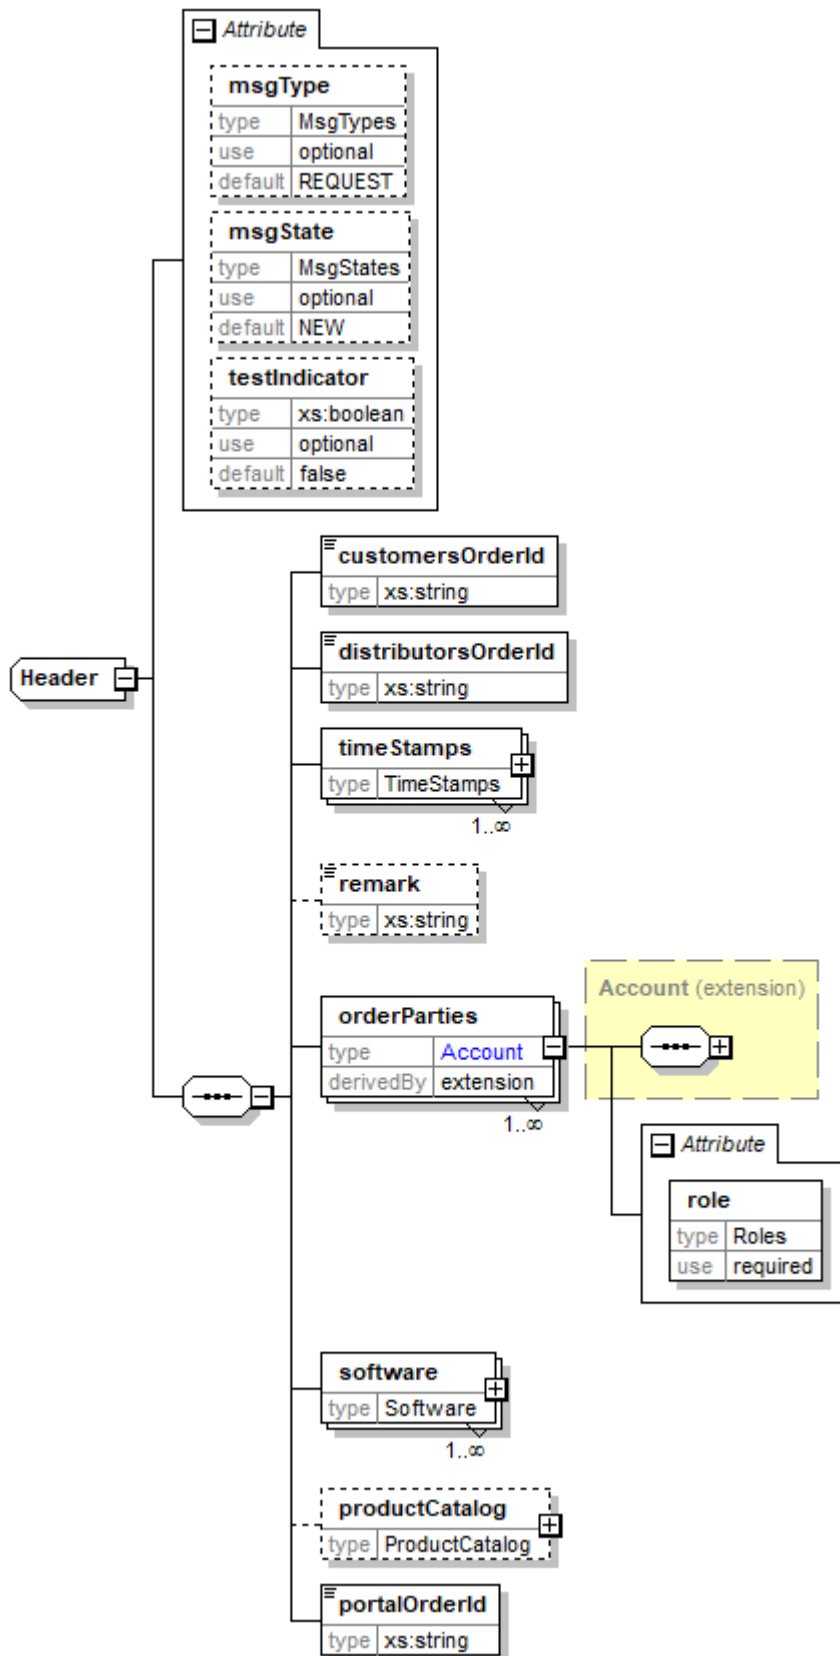 Attribute
msgType
type MsgTypes
use optional
default REQUEST
msgState
type MsgStates
use optional
default NEW
testIndicator
type xs:boolean
use optional
default false
customersOrderId
type xs:string
Header
distributorsOrderId
type xs:string
timeStamps
type TimeStamps
1..∞
remark
type xs:string
Account (extension)
orderParties
type Account
derivedBy extension
1..∞
Attribute
role
type Roles
use required
software
type Software
1..∞
productCatalog
type ProductCatalog
portalOrderId
type xs:string